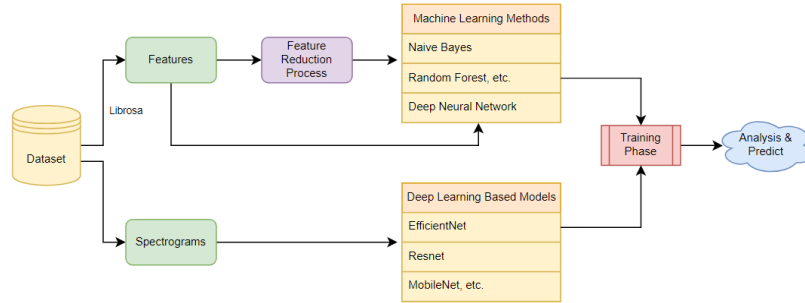 Machine Learning Methods
Naive Bayes
Random Forest, etc.
Deep Neural Network
Features
Feature
Reduction
Process
Librosa
Dataset
Training
Phase
Analysis &
Predict
Spectrograms
Deep Learning Based Models
EfficientNet
Resnet
MobileNet, etc.